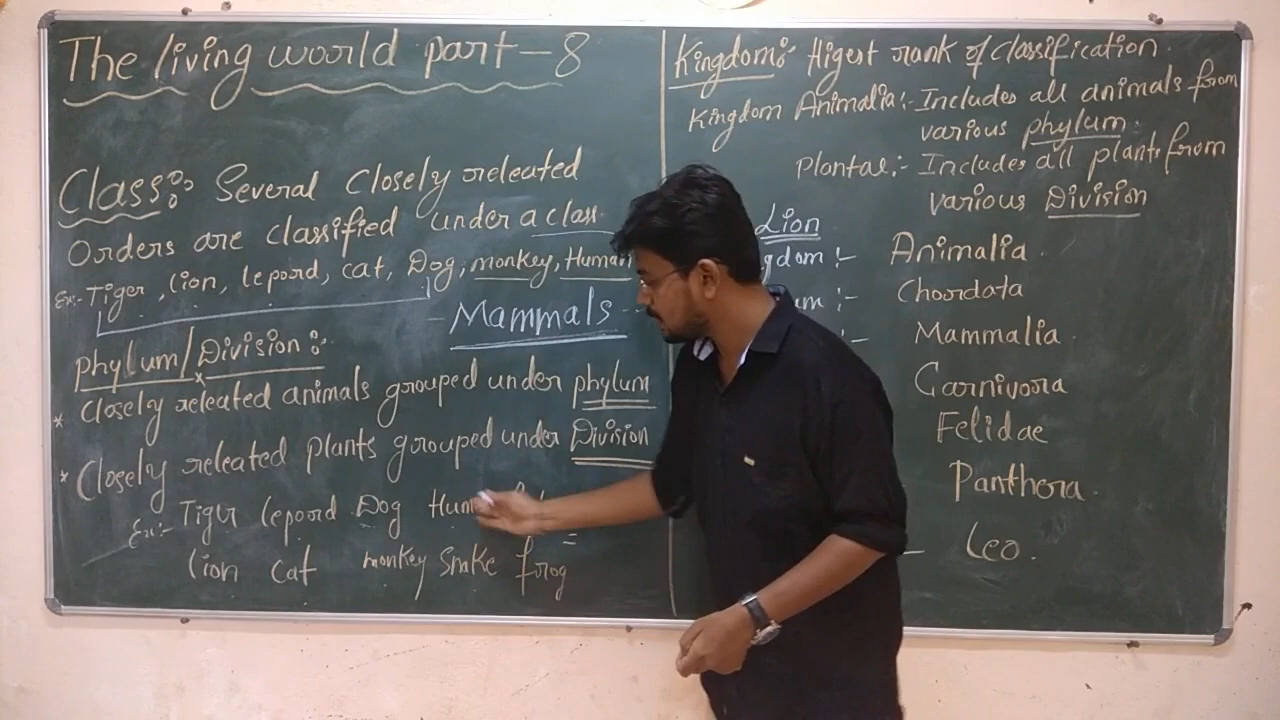 The living world part-8
Class:- Several Closely releated
Orders are classified under a class.
Ex:- Tiger, lion, lepord, cat, Dog, monkey, Human
Mammals
Phylum/Division:-
* Closely releated animals grouped under phylum
* Closely releated plants grouped under Division
Ex:- Tiger lepord Dog Hum
lion cat monkey Snake frog
Kingdom:- Higest rank of classification.
Kingdom Animalia:- Includes all animals from
various phylum.
Plantae:- Includes all plants from
various Division
Lion
gdom :- Animalia.
um :- Choordata
- Mammalia.
Carnivora
Felidae
Panthera.
- Leo.